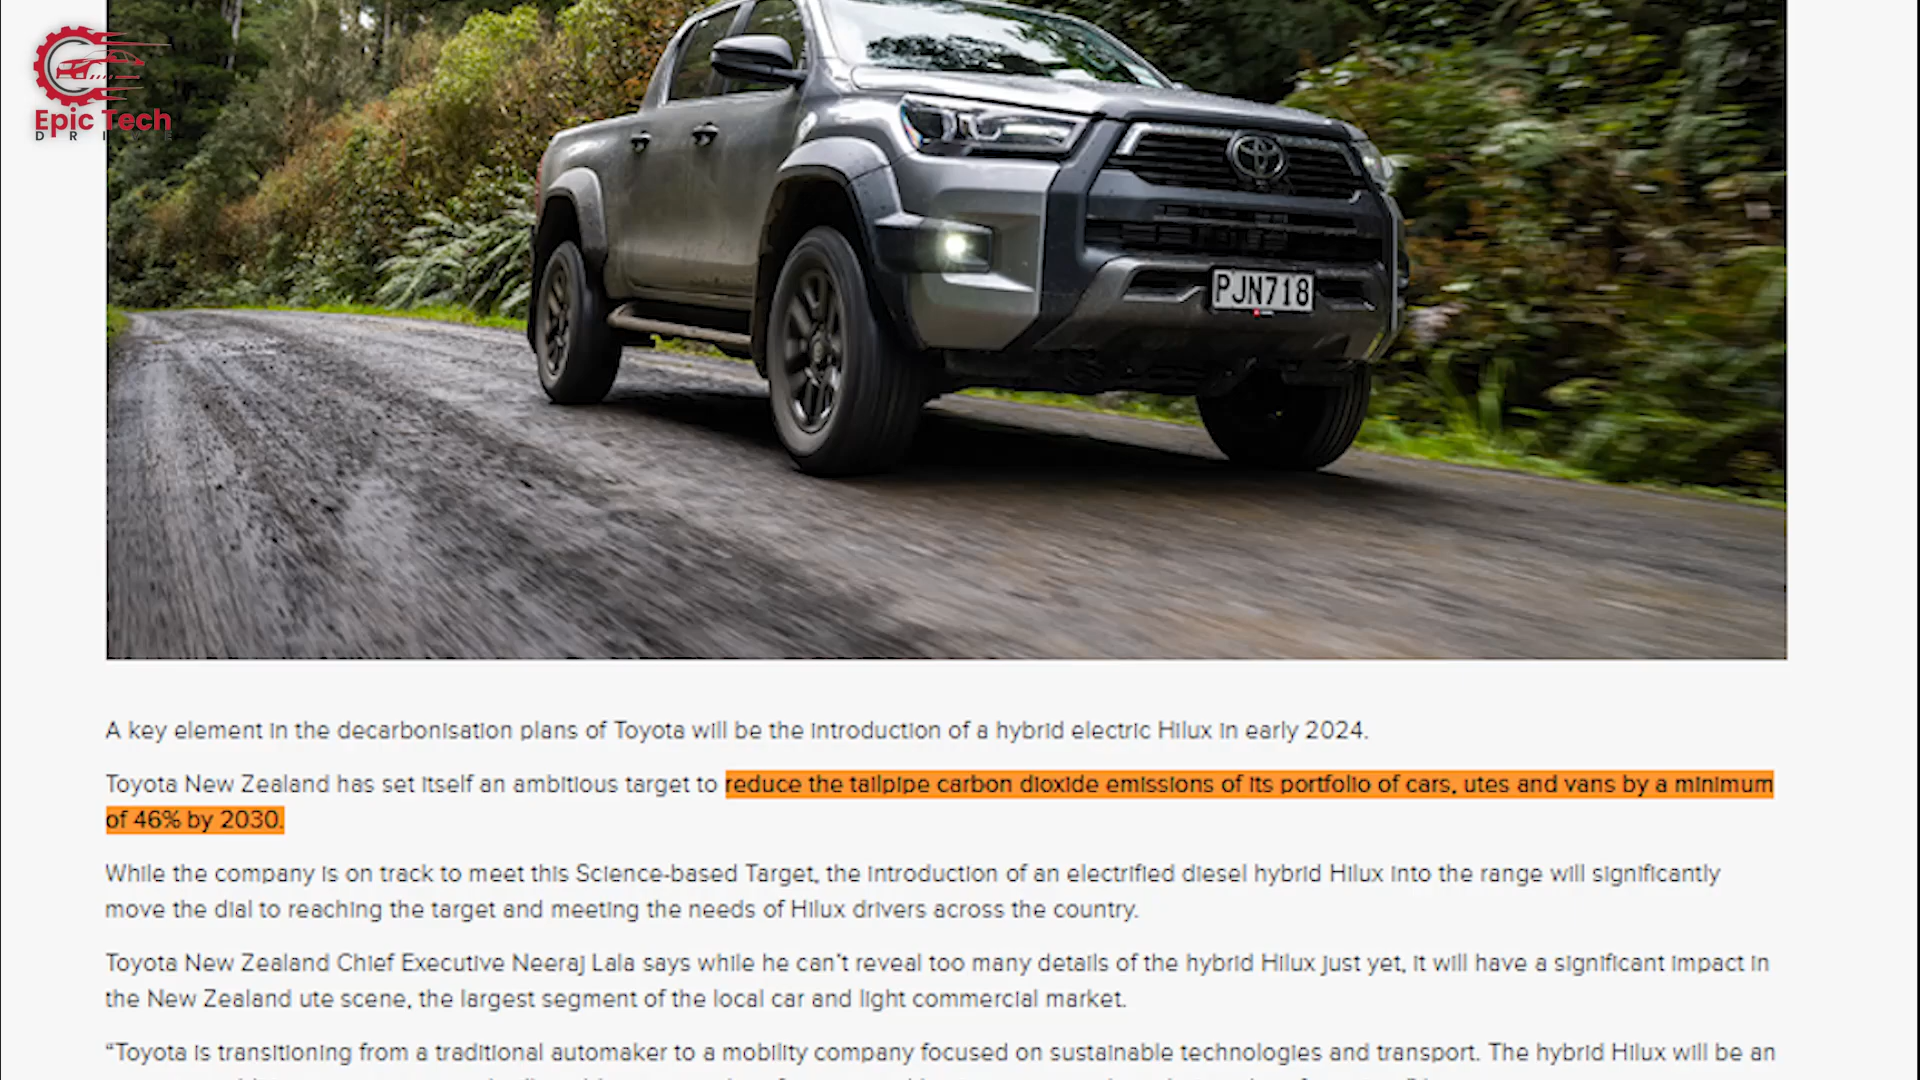 Epic Tech
D R I V E
PJN718
A key element in the decarbonisation plans of Toyota will be the introduction of a hybrid electric Hilux in early 2024.
Toyota New Zealand has set itself an ambitious target to reduce the tailpipe carbon dioxide emissions of its portfolio of cars, utes and vans by a minimum
of 46% by 2030.
While the company is on track to meet this Science-based Target, the introduction of an electrified diesel hybrid Hilux into the range will significantly
move the dial to reaching the target and meeting the needs of Hilux drivers across the country.
Toyota New Zealand Chief Executive Neeraj Lala says while he can't reveal too many details of the hybrid Hilux just yet, it will have a significant impact in
the New Zealand ute scene, the largest segment of the local car and light commercial market.
“Toyota is transitioning from a traditional automaker to a mobility company focused on sustainable technologies and transport. The hybrid Hilux will be an